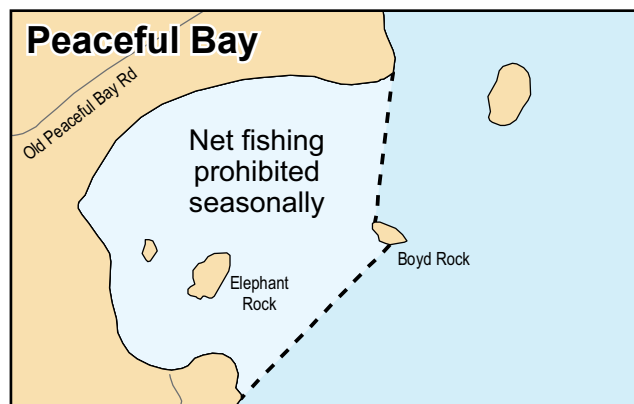 Peaceful Bay
Old Peaceful Bay Rd
Net fishing
prohibited
seasonally
Boyd Rock
Elephant
Rock